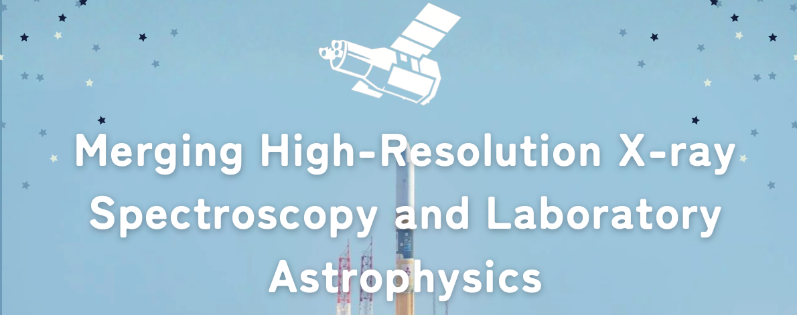 Merging High-Resolution X-ray
Spectroscopy and Laboratory
Astrophysics